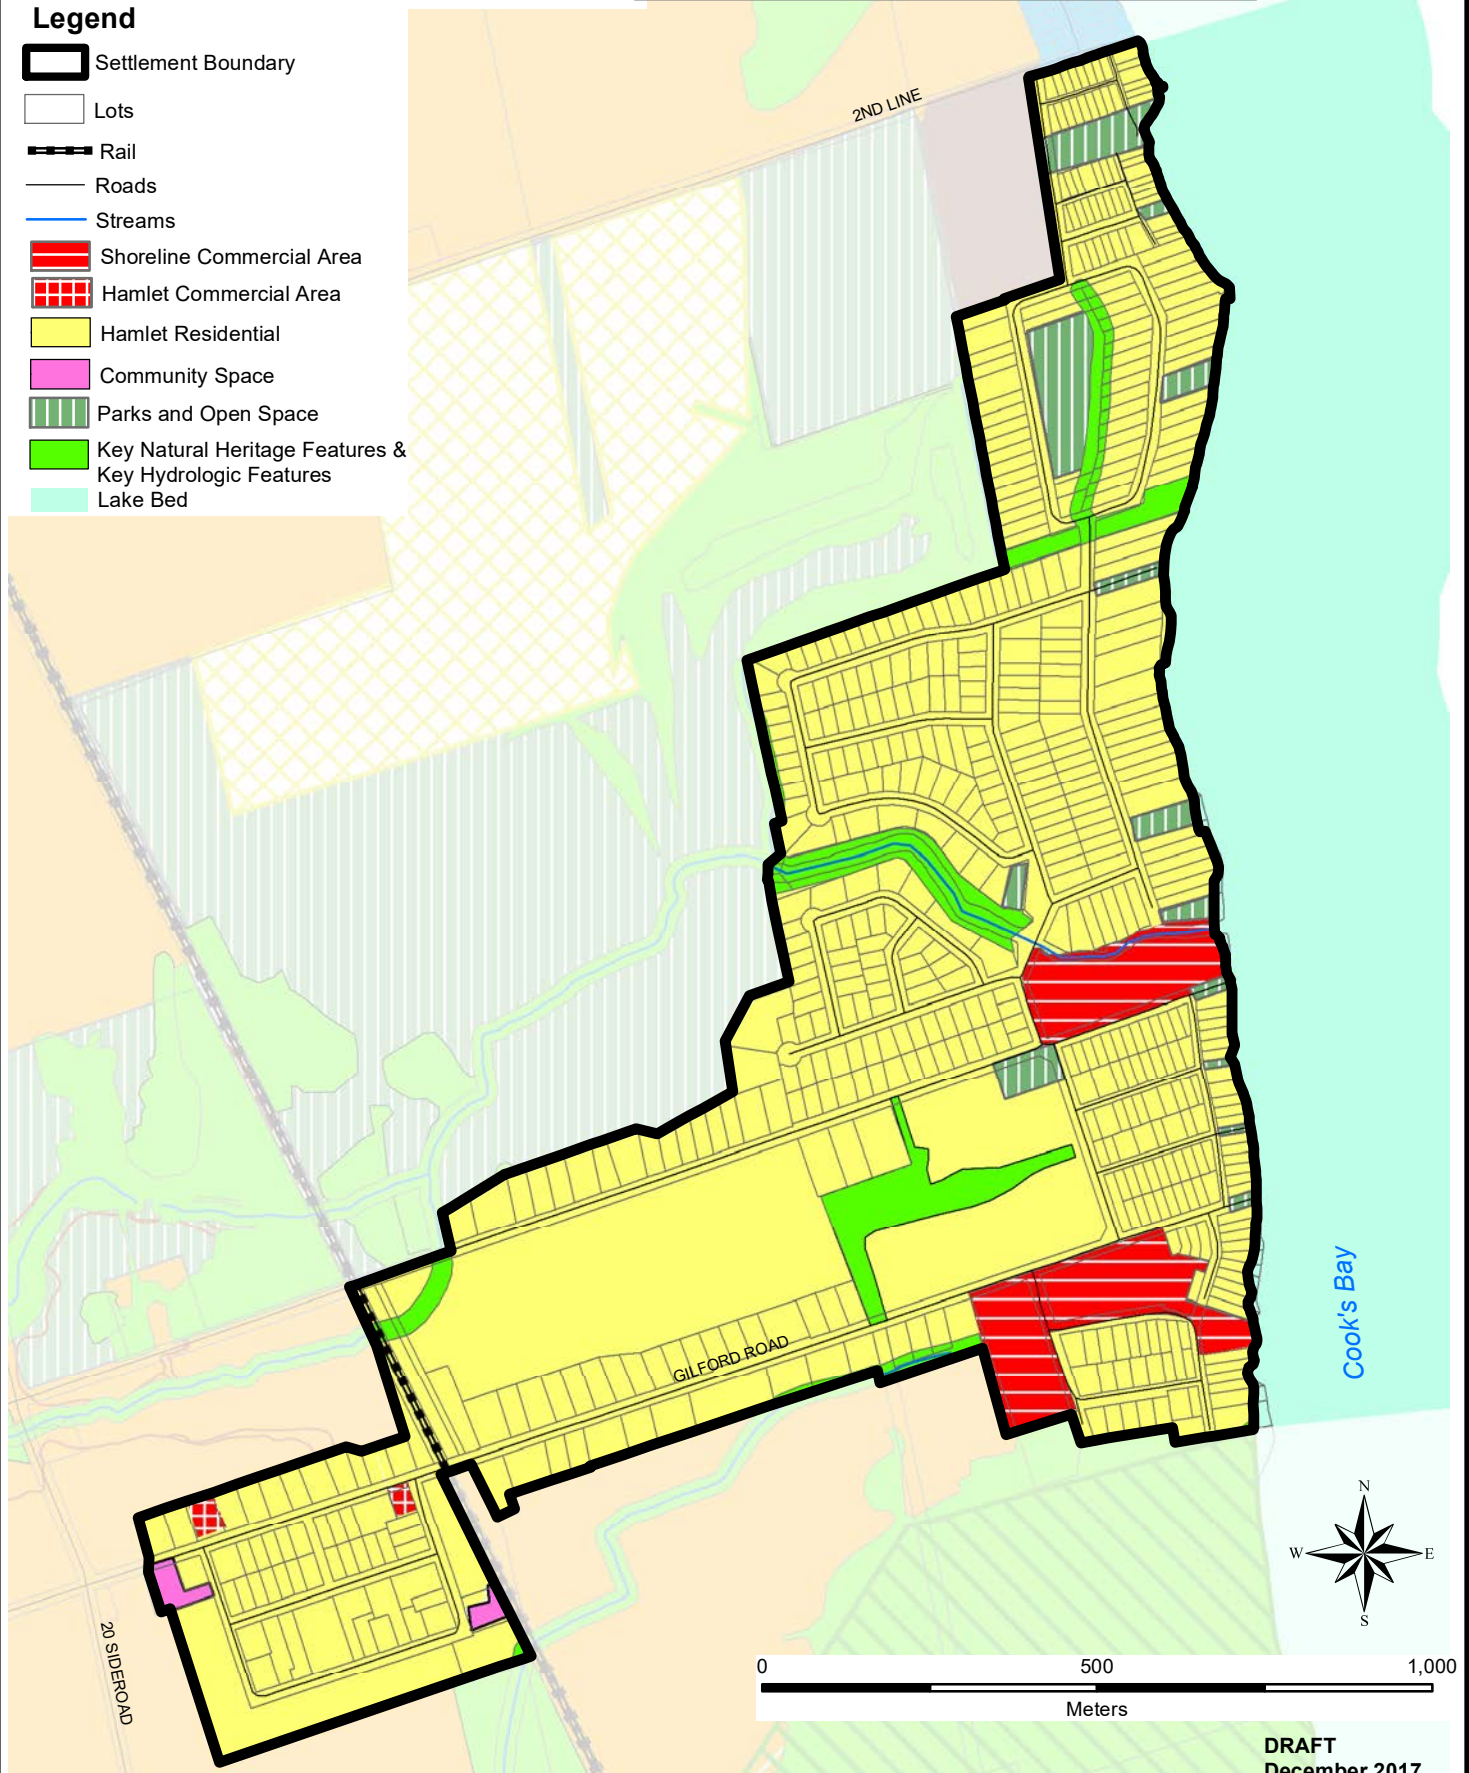 Legend
Settlement Boundary
Lots
Rail
Roads
Streams
Shoreline Commercial Area
Hamlet Commercial Area
Hamlet Residential
Community Space
Parks and Open Space
Key Natural Heritage Features &
Key Hydrologic Features
Lake Bed
2ND LINE
GILFORD ROAD
20 SIDEROAD
Cook's Bay
N
W
E
S
0 500 1,000
Meters
DRAFT
December 2017